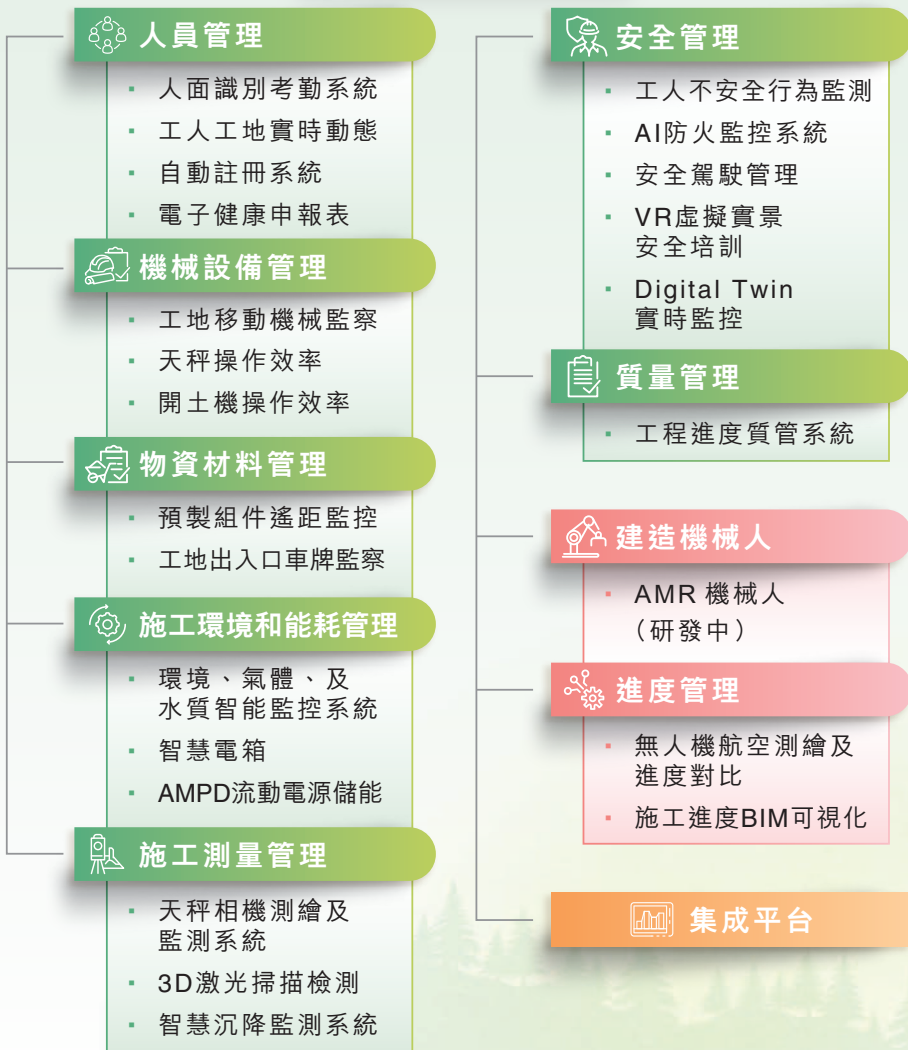 人員管理
人面識別考勤系統
工人工地實時動態
自動註冊系統
電子健康申報表
機械設備管理
工地移動機械監察
天秤操作效率
開土機操作效率
物資材料管理
預製組件遙距監控
工地出入口車牌監察
施工環境和能耗管理
環境、氣體、及
水質智能監控系統
智慧電箱
AMPD流動電源儲能
施工測量管理
天秤相機測繪及
監測系統
3D激光掃描檢測
智慧沉降監測系統
安全管理
工人不安全行為監測
AI防火監控系統
安全駕駛管理
VR虛擬實景
安全培訓
Digital Twin
實時監控
質量管理
工程進度質管系統
建造機械人
AMR 機械人
（研發中）
進度管理
無人機航空測繪及
進度對比
施工進度BIM可視化
集成平台